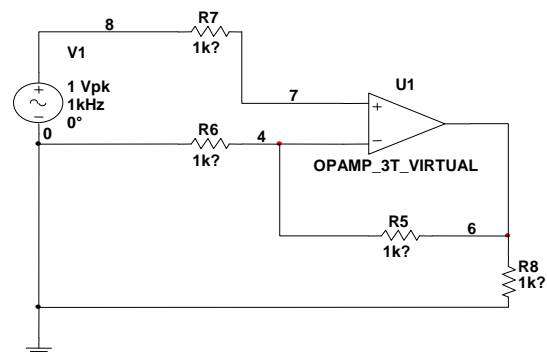 8
R7
1k?
V1
1 Vpk
1kHz
0°
0
7
U1
R6
1k?
4
OPAMP_3T_VIRTUAL
R5
1k?
6
R8
1k?